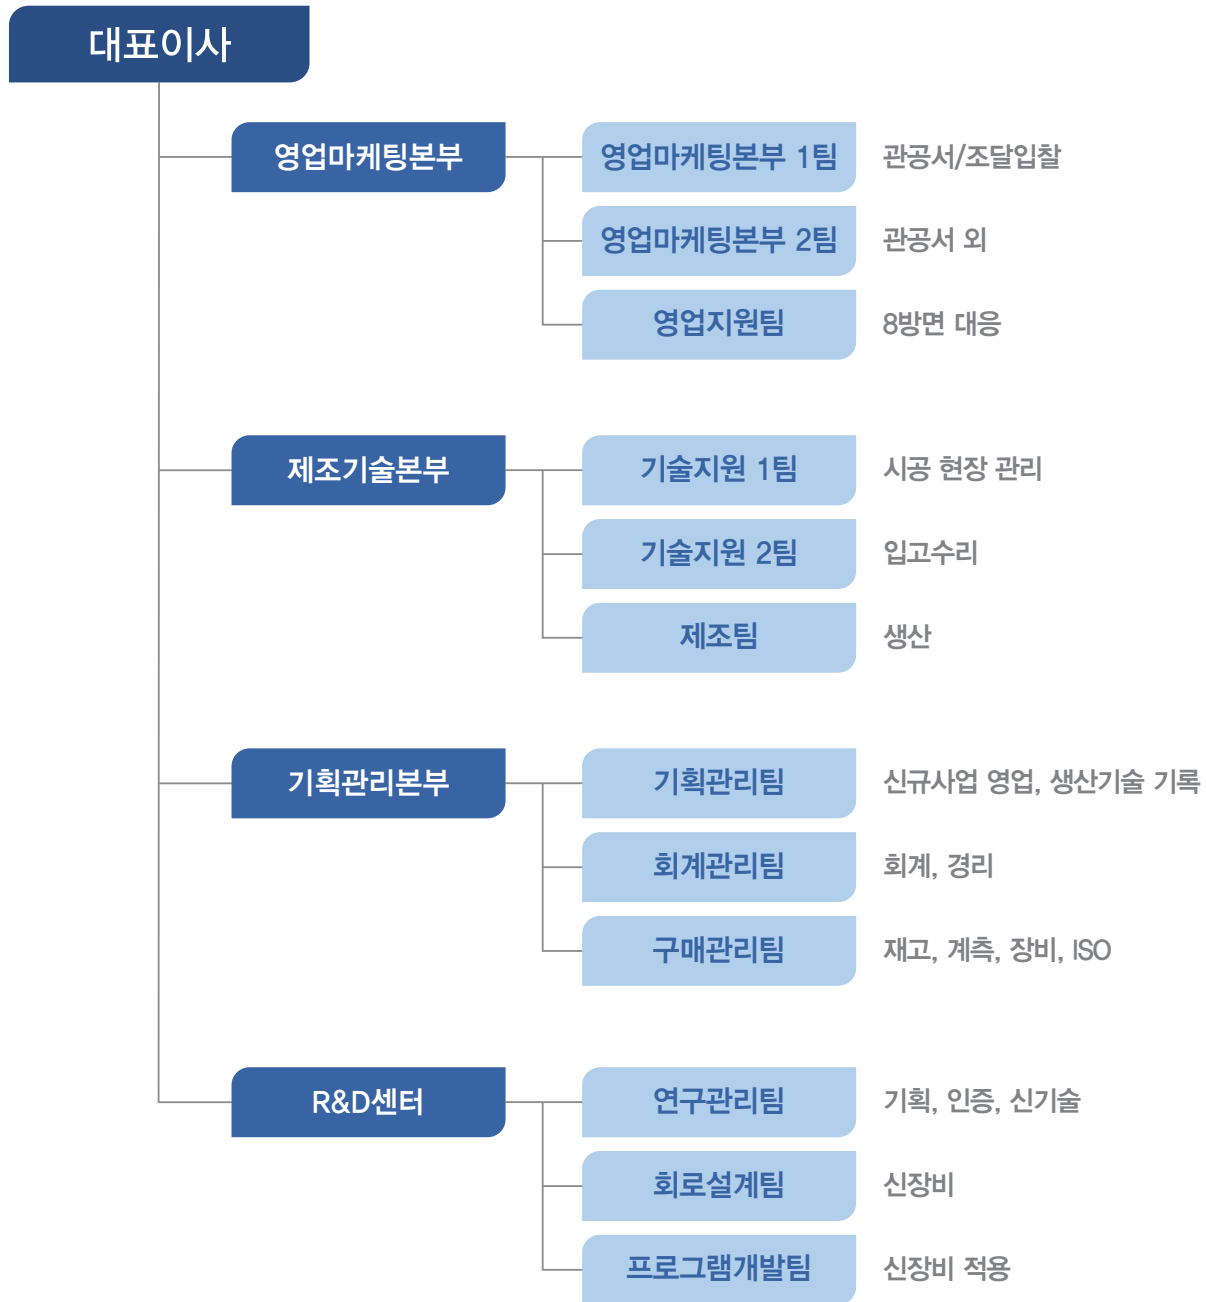 대표이사
영업마케팅본부
영업마케팅본부 1팀 관공서/조달입찰
영업마케팅본부 2팀 관공서 외
영업지원팀 8방면 대응
제조기술본부
기술지원 1팀 시공 현장 관리
기술지원 2팀 입고수리
제조팀 생산
기획관리본부
기획관리팀 신규사업 영업, 생산기술 기록
회계관리팀 회계, 경리
구매관리팀 재고, 계측, 장비, ISO
R&D센터
연구관리팀 기획, 인증, 신기술
회로설계팀 신장비
프로그램개발팀 신장비 적용